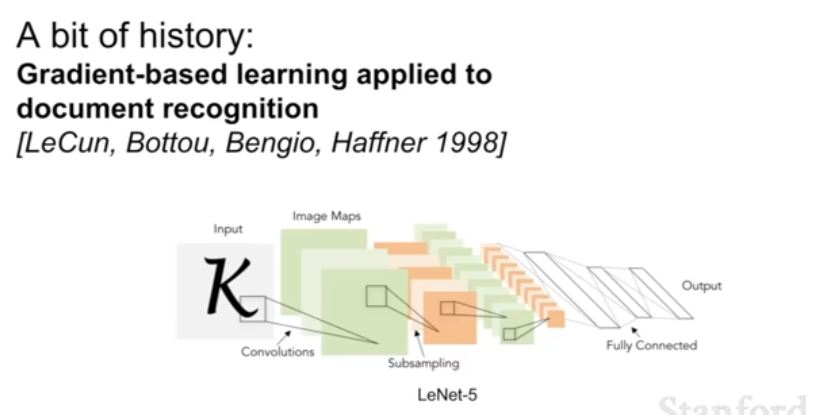 A bit of history:
Gradient-based learning applied to
document recognition
[LeCun, Bottou, Bengio, Haffner 1998]
Image Maps
Input
K
Output
Convolutions
Subsampling
Fully Connected
LeNet-5
Stanford